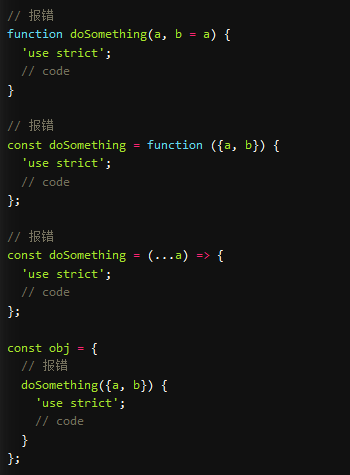 // 报错
function doSomething(a, b = a) {
  'use strict';
  // code
}

// 报错
const doSomething = function ({a, b}) {
  'use strict';
  // code
};

// 报错
const doSomething = (...a) => {
  'use strict';
  // code
};

const obj = {
  // 报错
  doSomething({a, b}) {
    'use strict';
    // code
  }
};